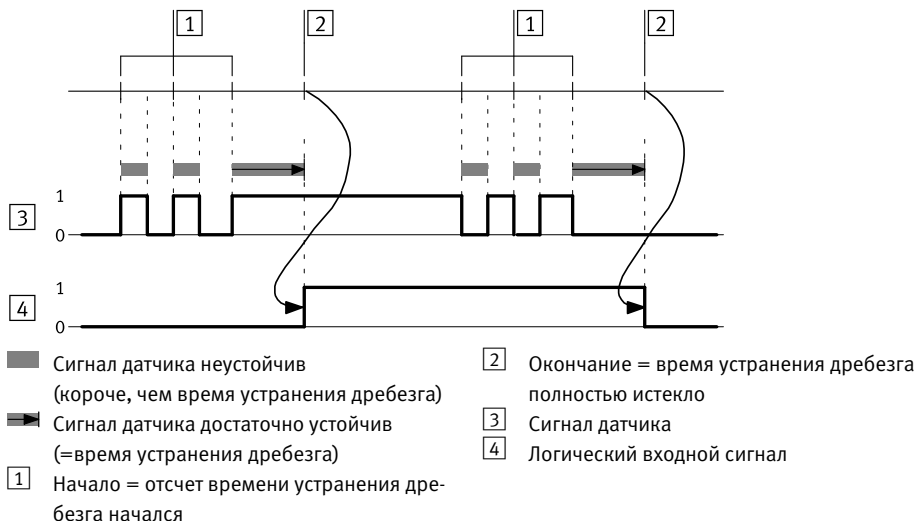 1 2 1 2
3 1
0
4 1
0
Сигнал датчика неустойчив
(короче, чем время устранения дребезга)
Сигнал датчика достаточно устойчив
(=время устранения дребезга)
1 Начало = отсчет времени устранения дре-
безга начался
2 Окончание = время устранения дребезга
полностью истекло
3 Сигнал датчика
4 Логический входной сигнал